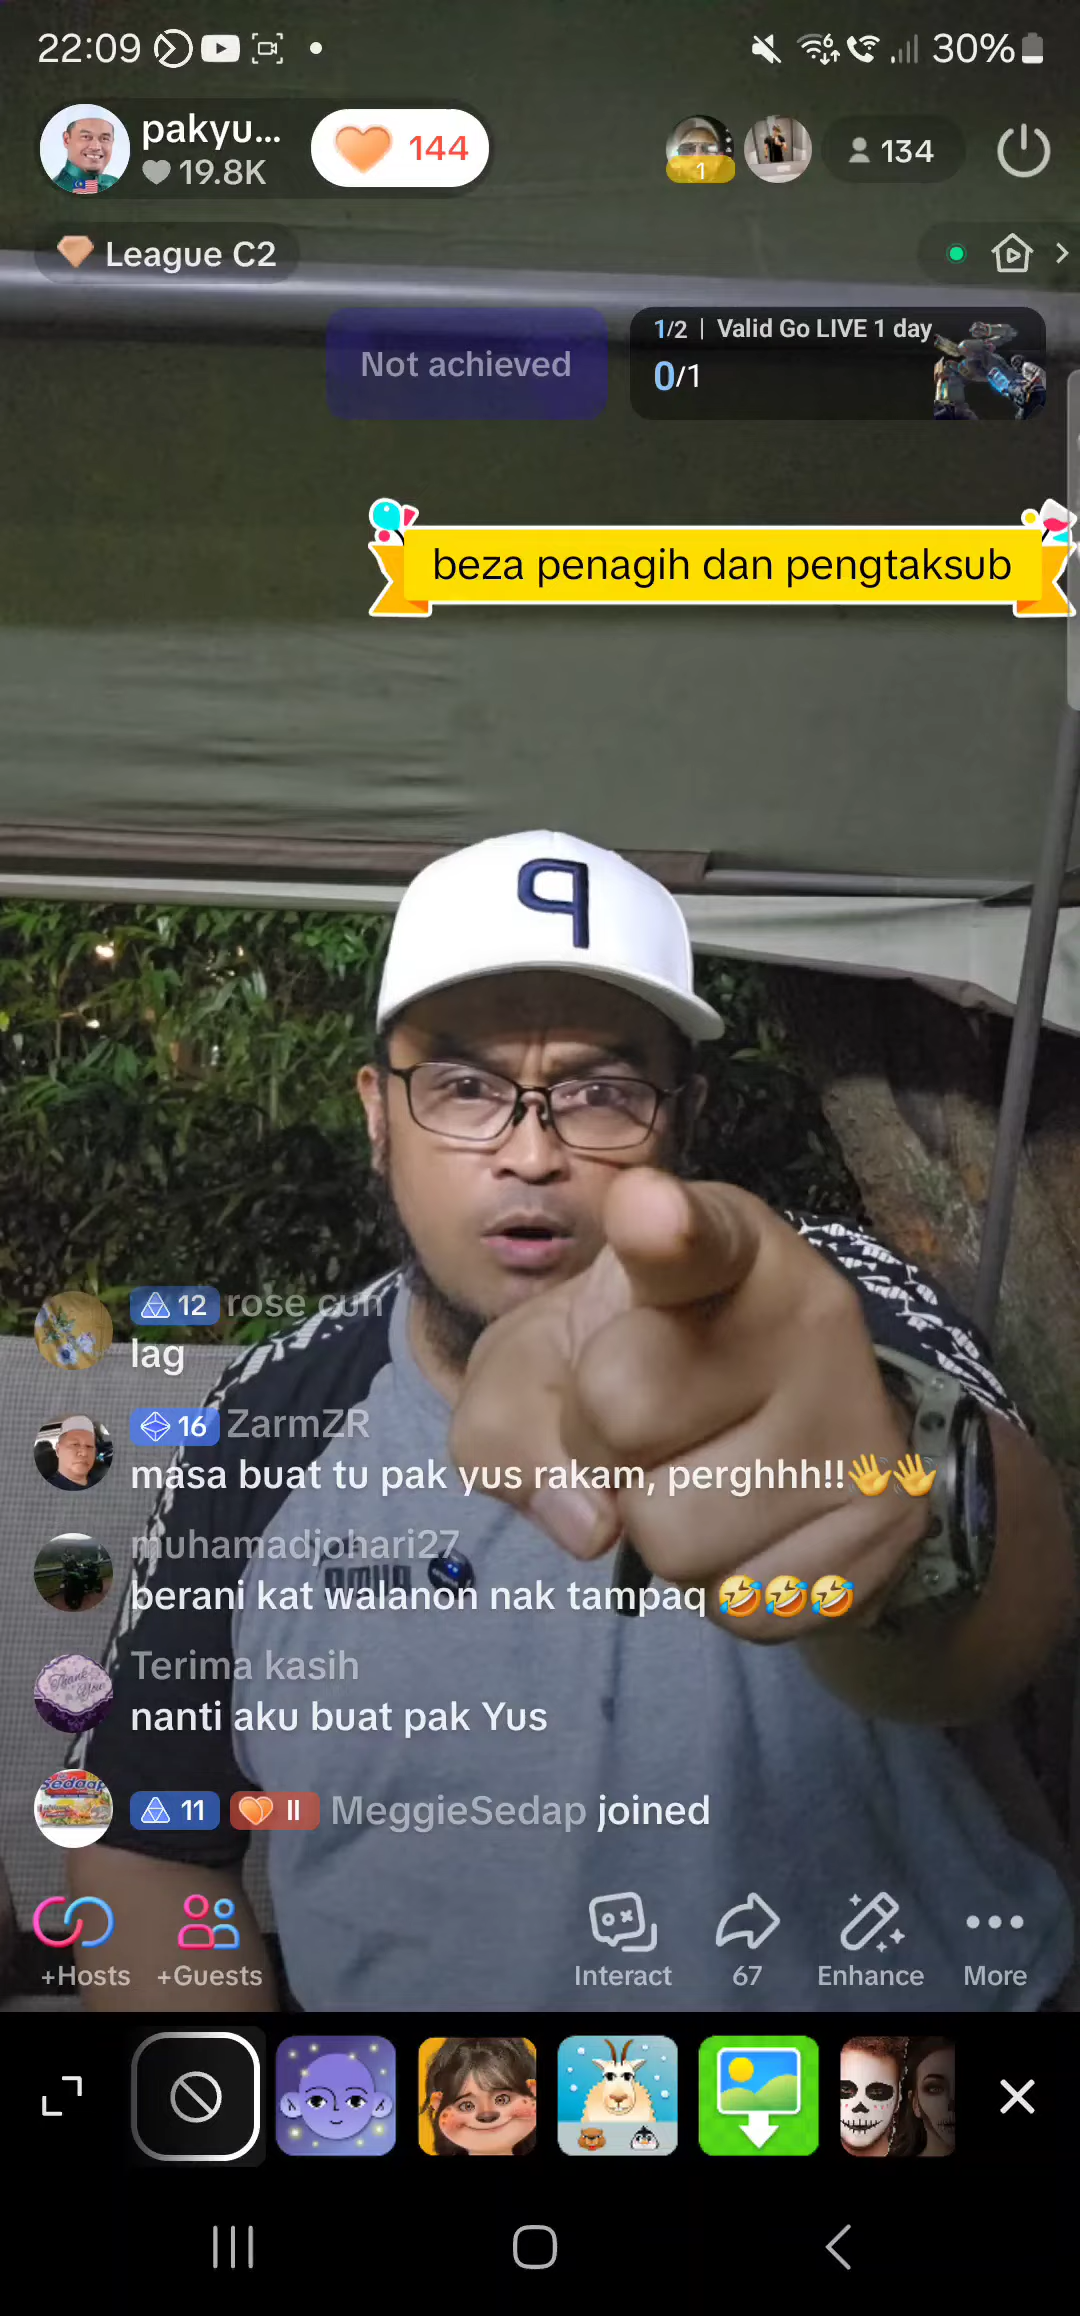 22:09
30%
pakyu...
19.8K
144
1
134
League C2
Not achieved
1/2 | Valid Go LIVE 1 day
0/1
beza penagih dan pengtaksub
12 rose cun
lag
16 ZarmZR
masa buat tu pak yus rakam, perghhh!!👋👋
muhamadjohari27
berani kat walanon nak tampaq 🤣🤣🤣
Terima kasih
nanti aku buat pak Yus
11 II MeggieSedap joined
+Hosts
+Guests
Interact
67
Enhance
More